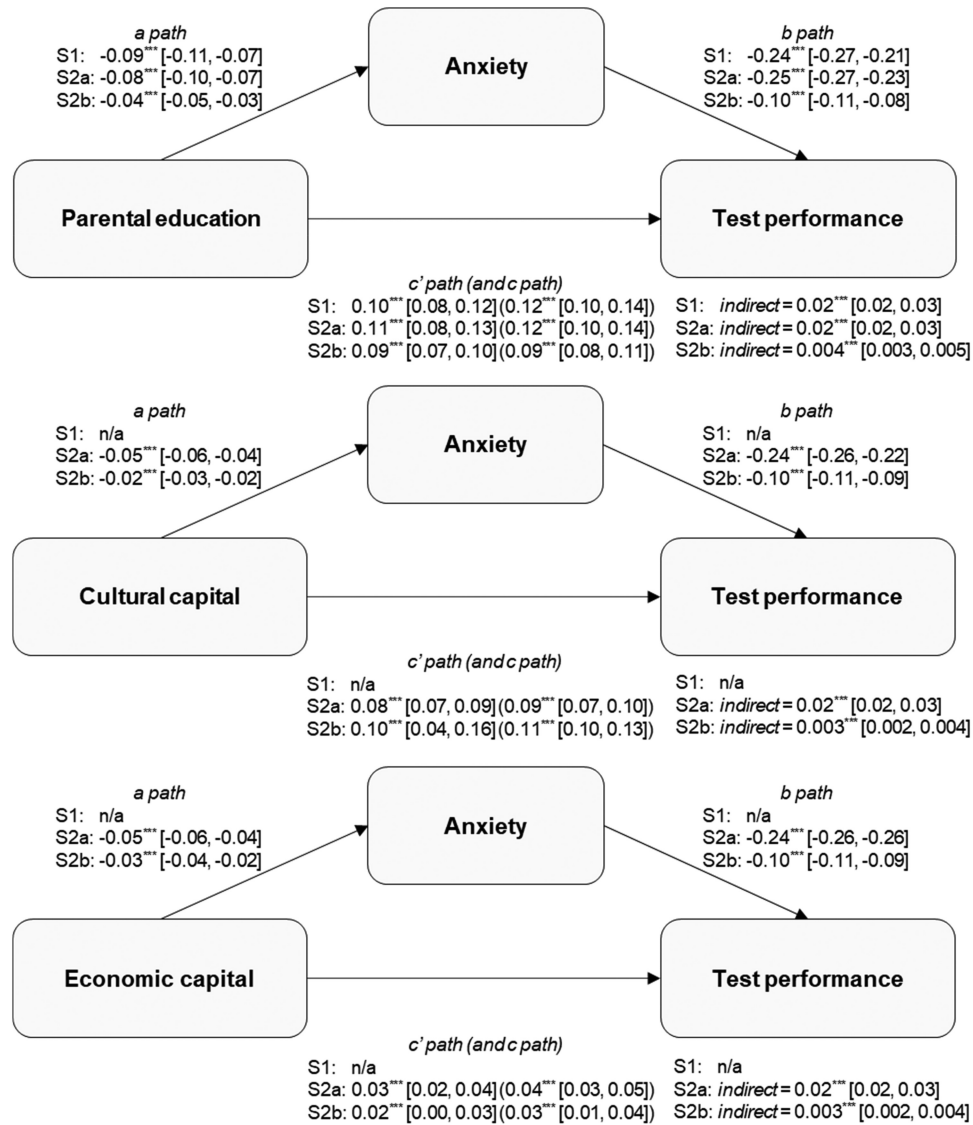 a path
S1: -0.09*** [-0.11, -0.07]
S2a: -0.08*** [-0.10, -0.07]
S2b: -0.04*** [-0.05, -0.03]
Anxiety
b path
S1: -0.24*** [-0.27, -0.21]
S2a: -0.25*** [-0.27, -0.23]
S2b: -0.10*** [-0.11, -0.08]
Parental education
Test performance
c' path (and c path)
S1: 0.10*** [0.08, 0.12](0.12*** [0.10, 0.14])
S2a: 0.11*** [0.08, 0.13](0.12*** [0.10, 0.14])
S2b: 0.09*** [0.07, 0.10](0.09*** [0.08, 0.11])
S1: indirect = 0.02*** [0.02, 0.03]
S2a: indirect = 0.02*** [0.02, 0.03]
S2b: indirect = 0.004*** [0.003, 0.005]
a path
S1: n/a
S2a: -0.05*** [-0.06, -0.04]
S2b: -0.02*** [-0.03, -0.02]
Anxiety
b path
S1: n/a
S2a: -0.24*** [-0.26, -0.22]
S2b: -0.10*** [-0.11, -0.09]
Cultural capital
Test performance
c' path (and c path)
S1: n/a
S2a: 0.08*** [0.07, 0.09](0.09*** [0.07, 0.10])
S2b: 0.10*** [0.04, 0.16](0.11*** [0.10, 0.13])
S1: n/a
S2a: indirect = 0.02*** [0.02, 0.03]
S2b: indirect = 0.003*** [0.002, 0.004]
a path
S1: n/a
S2a: -0.05*** [-0.06, -0.04]
S2b: -0.03*** [-0.04, -0.02]
Anxiety
b path
S1: n/a
S2a: -0.24*** [-0.26, -0.26]
S2b: -0.10*** [-0.11, -0.09]
Economic capital
Test performance
c' path (and c path)
S1: n/a
S2a: 0.03*** [0.02, 0.04](0.04*** [0.03, 0.05])
S2b: 0.02*** [0.00, 0.03](0.03*** [0.01, 0.04])
S1: n/a
S2a: indirect = 0.02*** [0.02, 0.03]
S2b: indirect = 0.003*** [0.002, 0.004]